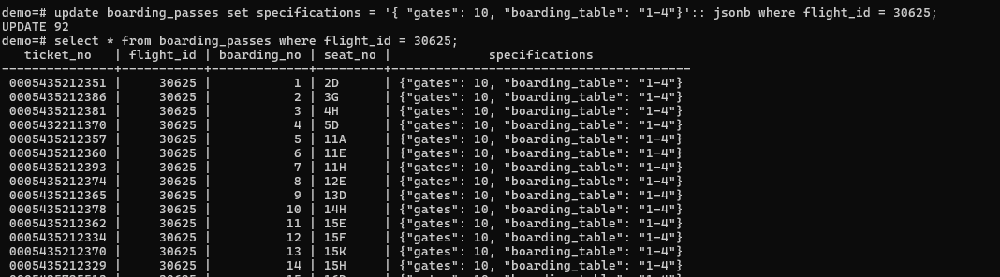 demo=# update boarding_passes set specifications = '{ "gates": 10, "boarding_table": "1-4"}':: jsonb where flight_id = 30625;
UPDATE 92
demo=# select * from boarding_passes where flight_id = 30625;
   ticket_no   | flight_id | boarding_no | seat_no |             specifications
---------------+-----------+-------------+---------+----------------------------------------
 0005435212351 |     30625 |           1 | 2D      | {"gates": 10, "boarding_table": "1-4"}
 0005435212386 |     30625 |           2 | 3G      | {"gates": 10, "boarding_table": "1-4"}
 0005435212381 |     30625 |           3 | 4H      | {"gates": 10, "boarding_table": "1-4"}
 0005432211370 |     30625 |           4 | 5D      | {"gates": 10, "boarding_table": "1-4"}
 0005435212357 |     30625 |           5 | 11A     | {"gates": 10, "boarding_table": "1-4"}
 0005435212360 |     30625 |           6 | 11E     | {"gates": 10, "boarding_table": "1-4"}
 0005435212393 |     30625 |           7 | 11H     | {"gates": 10, "boarding_table": "1-4"}
 0005435212374 |     30625 |           8 | 12E     | {"gates": 10, "boarding_table": "1-4"}
 0005435212365 |     30625 |           9 | 13D     | {"gates": 10, "boarding_table": "1-4"}
 0005435212378 |     30625 |          10 | 14H     | {"gates": 10, "boarding_table": "1-4"}
 0005435212362 |     30625 |          11 | 15E     | {"gates": 10, "boarding_table": "1-4"}
 0005435212334 |     30625 |          12 | 15F     | {"gates": 10, "boarding_table": "1-4"}
 0005435212370 |     30625 |          13 | 15K     | {"gates": 10, "boarding_table": "1-4"}
 0005435212329 |     30625 |          14 | 15H     | {"gates": 10, "boarding_table": "1-4"}